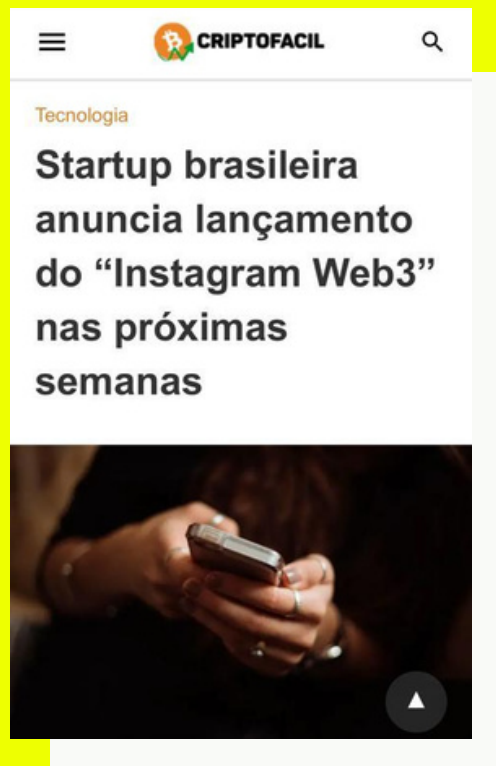 CRIPTOFACIL
Tecnologia
Startup brasileira
anuncia lançamento
do “Instagram Web3”
nas próximas
semanas